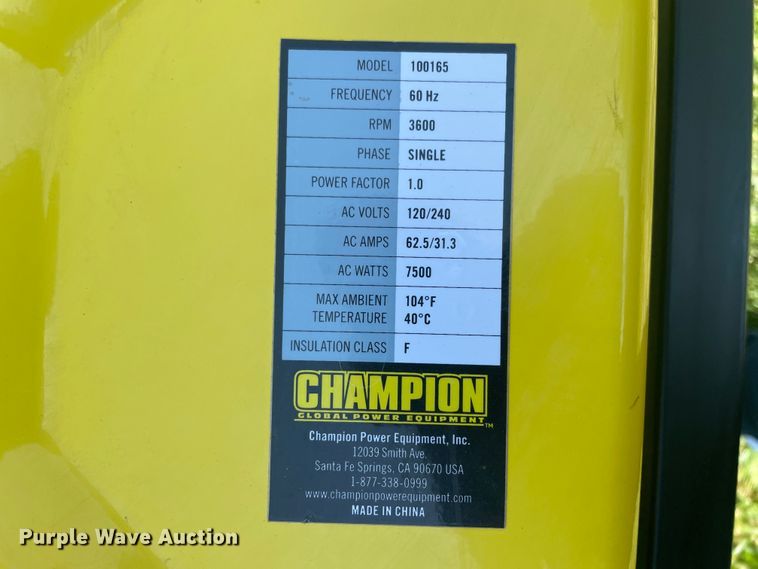 MODEL 100165
FREQUENCY 60 Hz
RPM 3600
PHASE SINGLE
POWER FACTOR 1.0
AC VOLTS 120/240
AC AMPS 62.5/31.3
AC WATTS 7500
MAX AMBIENT 104°F
TEMPERATURE 40°C
INSULATION CLASS F
CHAMPION
GLOBAL POWER EQUIPMENT™
Champion Power Equipment, Inc.
12039 Smith Ave.
Santa Fe Springs, CA 90670 USA
1-877-338-0999
www.championpowerequipment.com
MADE IN CHINA
Purple Wave Auction